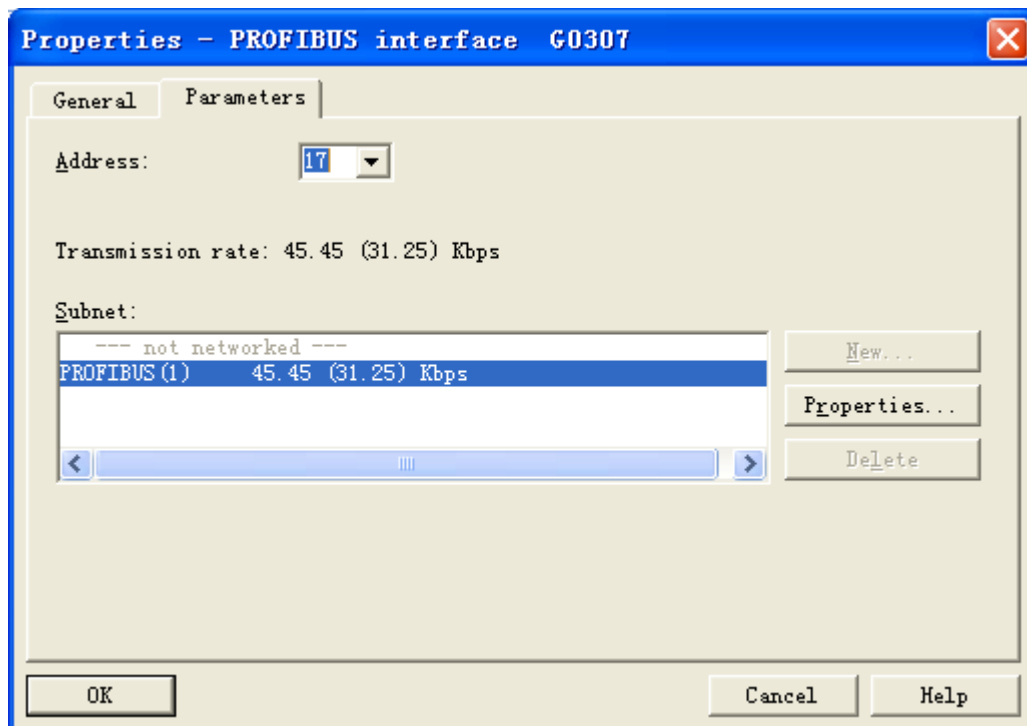 Properties - PROFIBUS interface  G0307
General
Parameters
Address:
17
Transmission rate: 45.45 (31.25) Kbps
Subnet:
--- not networked ---
New...
PROFIBUS(1)     45.45 (31.25) Kbps
Properties...
Delete
OK
Cancel
Help